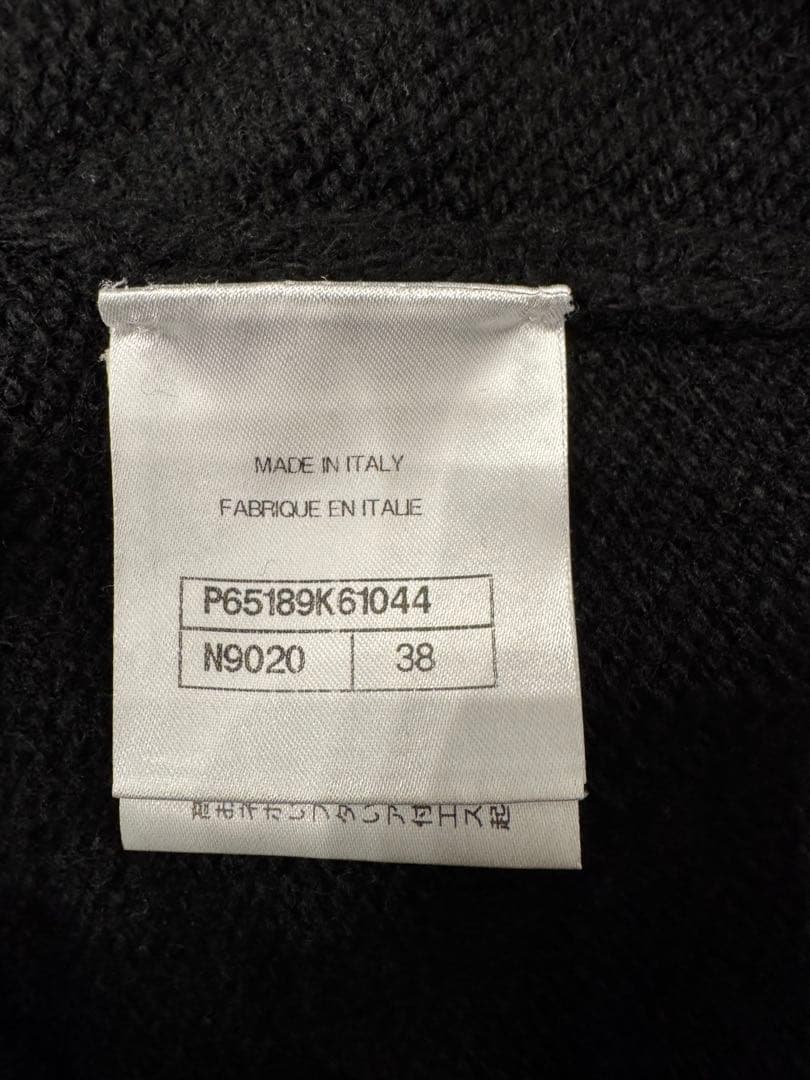 MADE IN ITALY
FABRIQUE EN ITALIE
P65189K61044
N9020 38